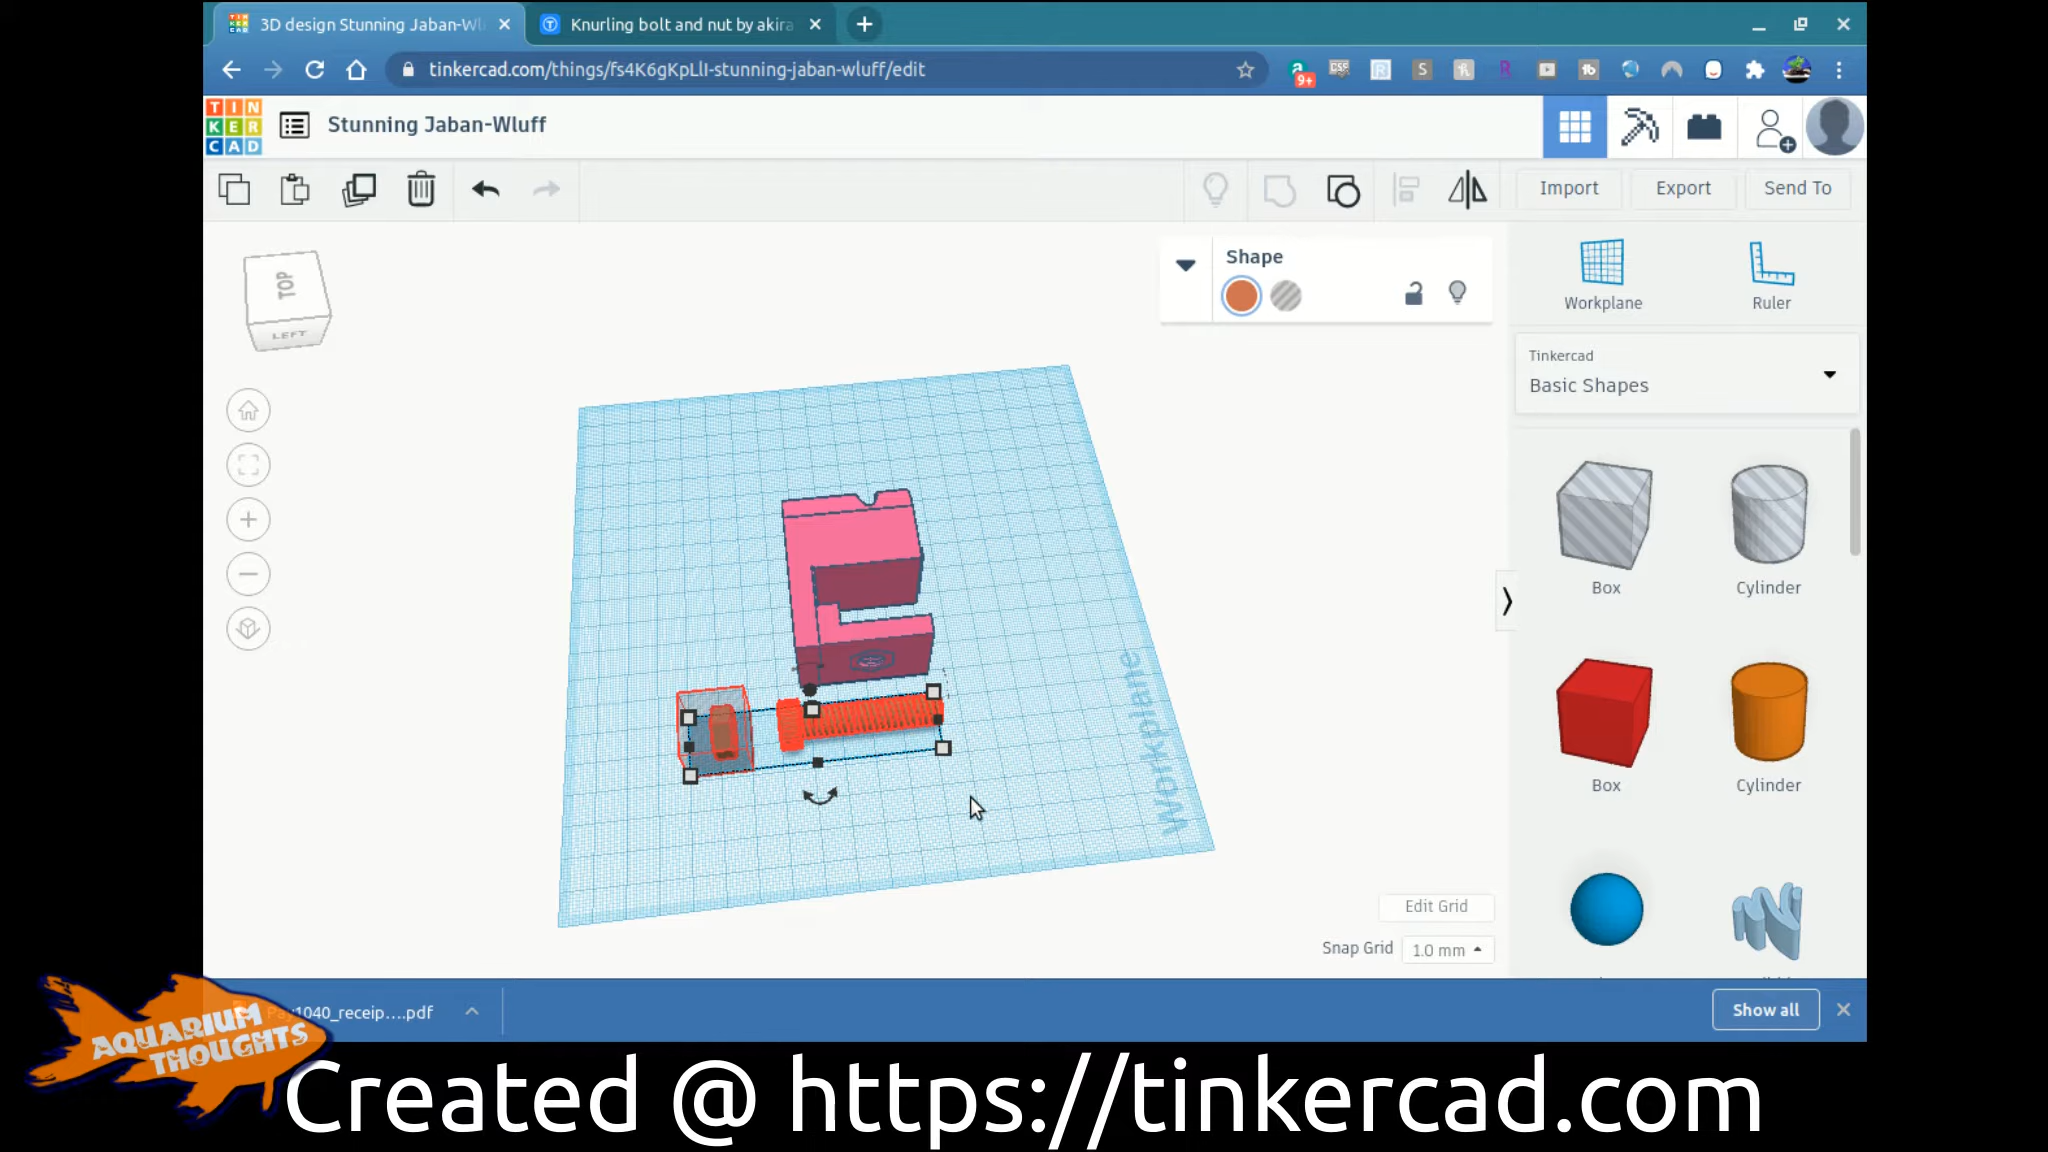 3D design Stunning Jaban-Wl
Knurling bolt and nut by akira
tinkercad.com/things/fs4K6gKpLlI-stunning-jaban-wluff/edit
9+
TIN
KER
CAD
Stunning Jaban-Wluff
Import
Export
Send To
Shape
TOP
LEFT
Workplane
Ruler
Tinkercad
Basic Shapes
Box
Cylinder
Workplane
Box
Cylinder
Edit Grid
Snap Grid
1.0 mm
Pay1040_receip....pdf
Show all
AQUARIUM
THOUGHTS
Created @ https://tinkercad.com